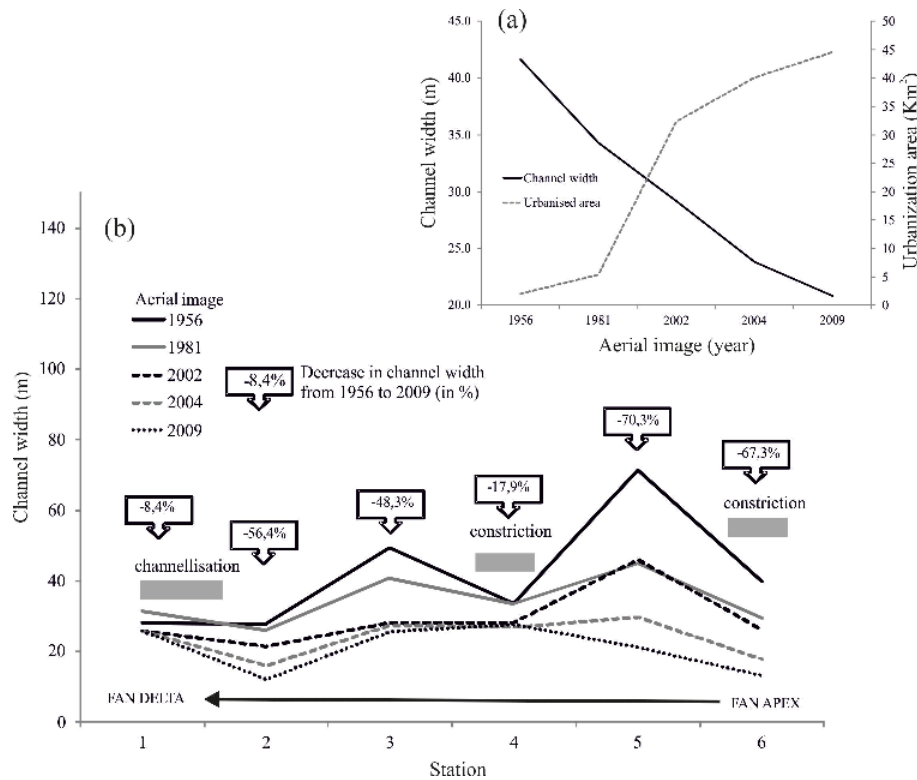 (a)
Channel width (m)
45.0
40.0
35.0
30.0
25.0
20.0
Channel width
Urbanised area
50
45
40
35
30
25
20
15
10
5
0
Urbanization area (Km²)
1956 1981 2002 2004 2009
Aerial image (year)
(b)
Channel width (m)
140
120
100
80
60
40
20
0
Aerial image
1956
1981
2002
2004
2009
-8,4%
Decrease in channel width
from 1956 to 2009 (in %)
-8,4%
-56,4%
-48,3%
-17,9%
-70,3%
-67,3%
channellisation
constriction
constriction
FAN DELTA
FAN APEX
1 2 3 4 5 6
Station